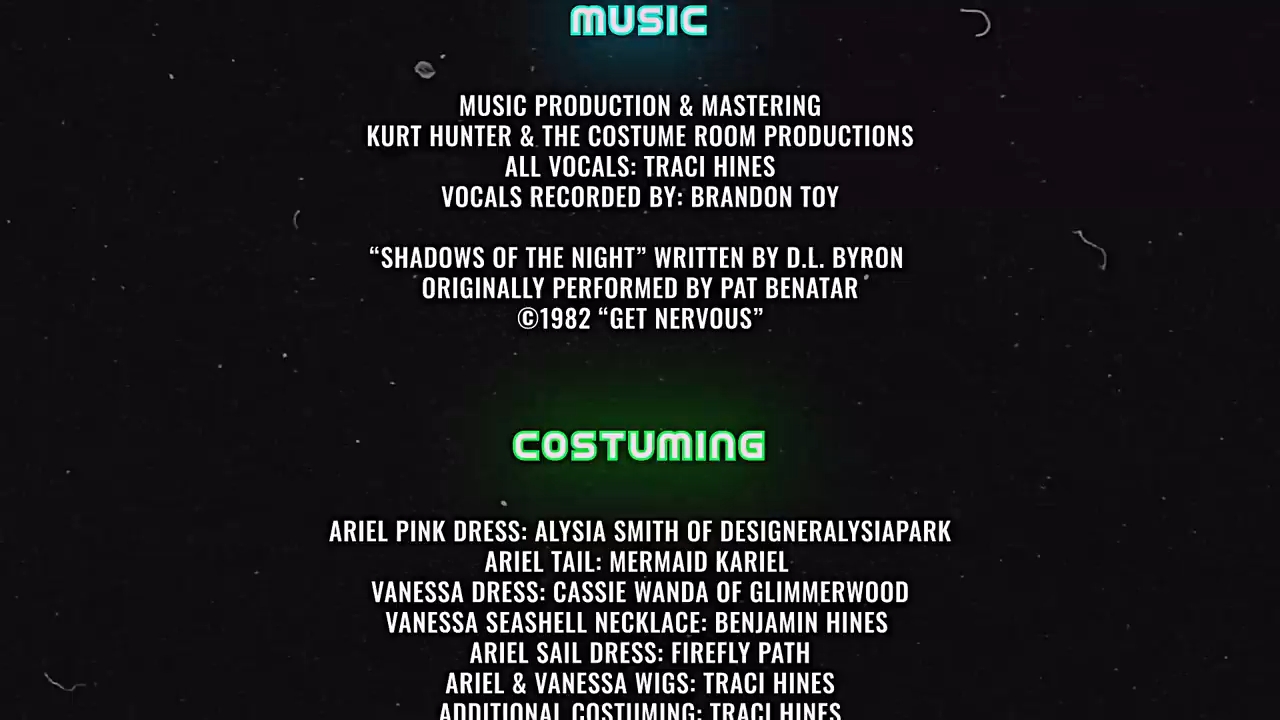 MUSIC
MUSIC PRODUCTION & MASTERING
KURT HUNTER & THE COSTUME ROOM PRODUCTIONS
ALL VOCALS: TRACI HINES
VOCALS RECORDED BY: BRANDON TOY
“SHADOWS OF THE NIGHT” WRITTEN BY D.L. BYRON
ORIGINALLY PERFORMED BY PAT BENATAR
©1982 “GET NERVOUS”
COSTUMING
ARIEL PINK DRESS: ALYSIA SMITH OF DESIGNERALYSIAPARK
ARIEL TAIL: MERMAID KARIEL
VANESSA DRESS: CASSIE WANDA OF GLIMMERWOOD
VANESSA SEASHELL NECKLACE: BENJAMIN HINES
ARIEL SAIL DRESS: FIREFLY PATH
ARIEL & VANESSA WIGS: TRACI HINES
ADDITIONAL COSTUMING: TRACI HINES